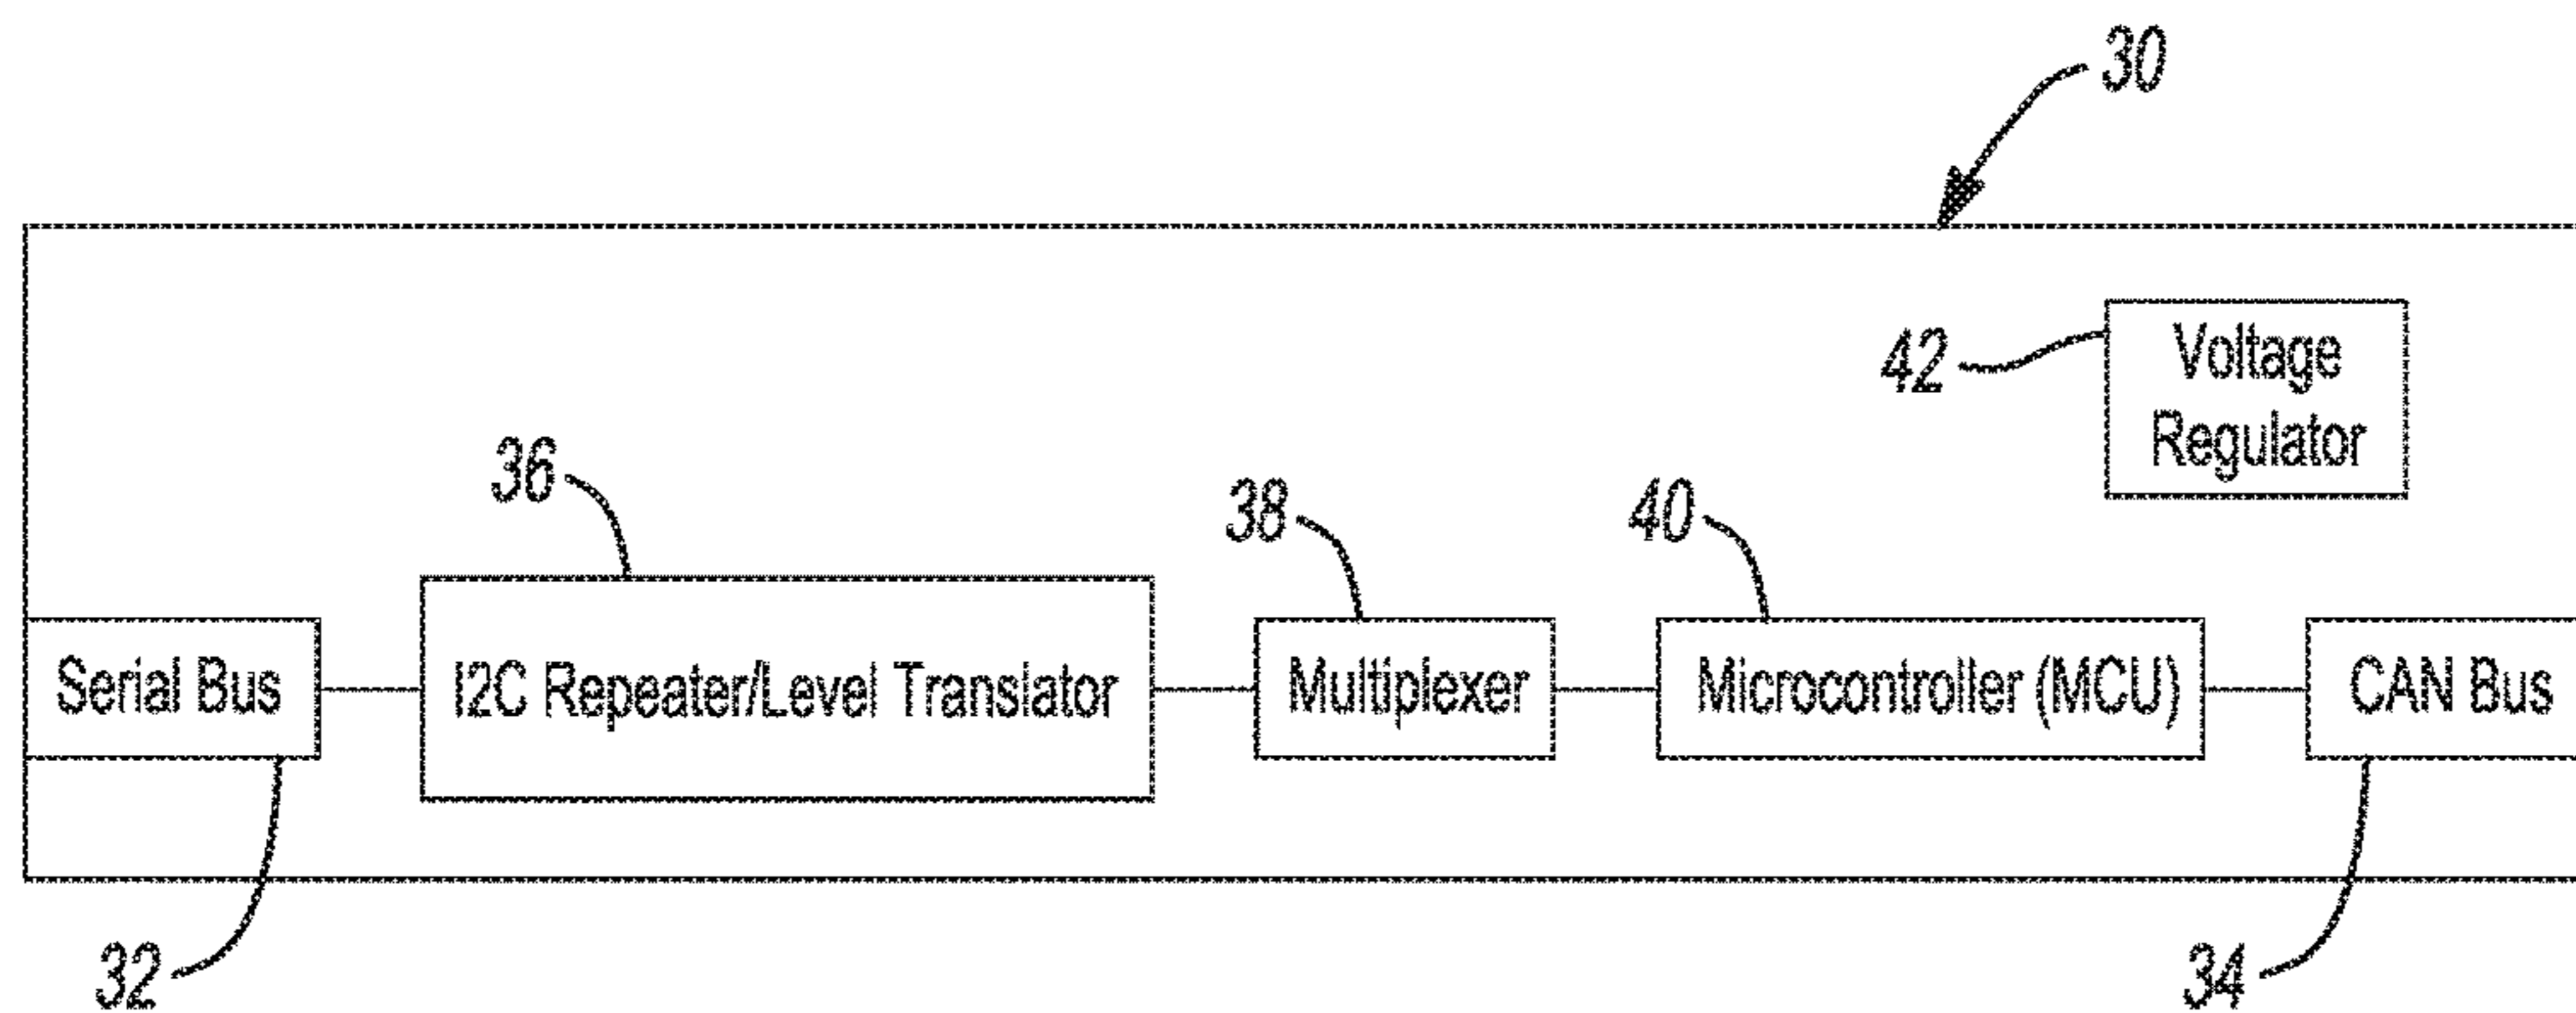 30
42
Voltage
Regulator
36
38
40
Serial Bus
I2C Repeater/Level Translator
Multiplexer
Microcontroller (MCU)
CAN Bus
32
34